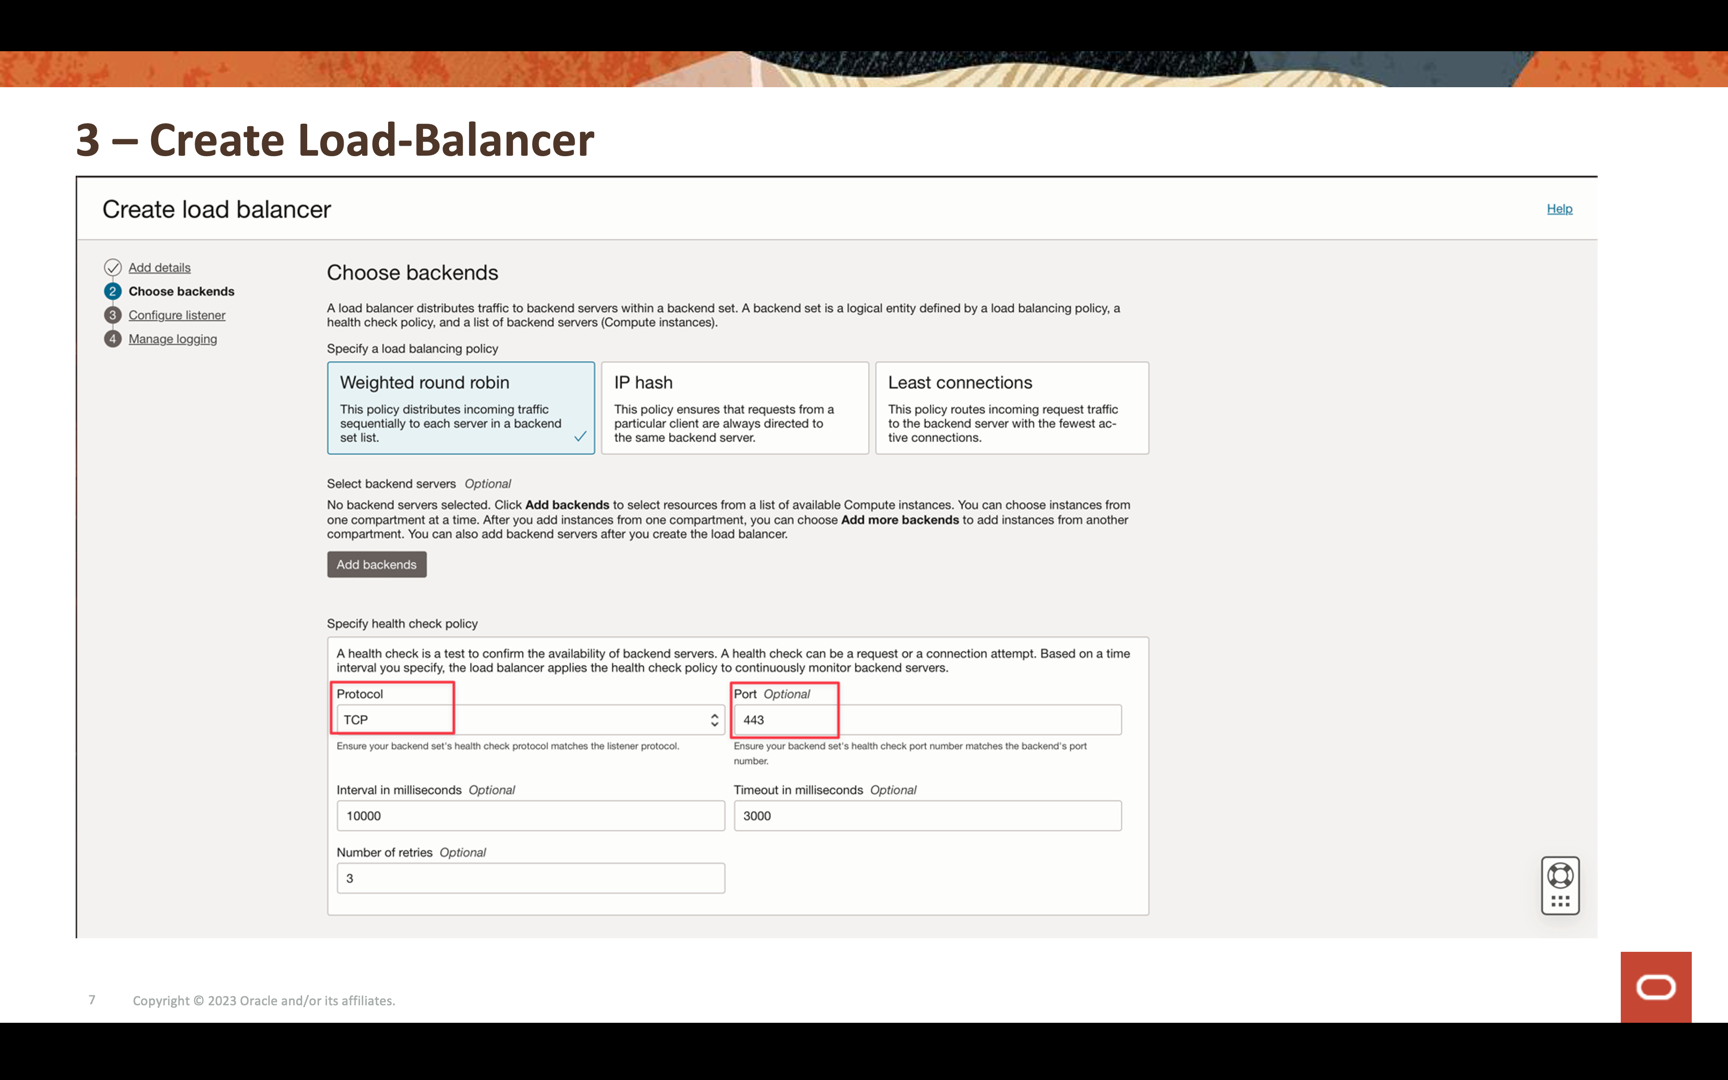 3 – Create Load-Balancer
Create load balancer
Help
Add details
2 Choose backends
3 Configure listener
4 Manage logging
Choose backends
A load balancer distributes traffic to backend servers within a backend set. A backend set is a logical entity defined by a load balancing policy, a
health check policy, and a list of backend servers (Compute instances).
Specify a load balancing policy
Weighted round robin
This policy distributes incoming traffic
sequentially to each server in a backend
set list.
IP hash
This policy ensures that requests from a
particular client are always directed to
the same backend server.
Least connections
This policy routes incoming request traffic
to the backend server with the fewest ac-
tive connections.
Select backend servers Optional
No backend servers selected. Click Add backends to select resources from a list of available Compute instances. You can choose instances from
one compartment at a time. After you add instances from one compartment, you can choose Add more backends to add instances from another
compartment. You can also add backend servers after you create the load balancer.
Add backends
Specify health check policy
A health check is a test to confirm the availability of backend servers. A health check can be a request or a connection attempt. Based on a time
interval you specify, the load balancer applies the health check policy to continuously monitor backend servers.
Protocol
TCP
Ensure your backend set's health check protocol matches the listener protocol.
Port Optional
443
Ensure your backend set's health check port number matches the backend's port
number.
Interval in milliseconds Optional
10000
Timeout in milliseconds Optional
3000
Number of retries Optional
3
7
Copyright © 2023 Oracle and/or its affiliates.